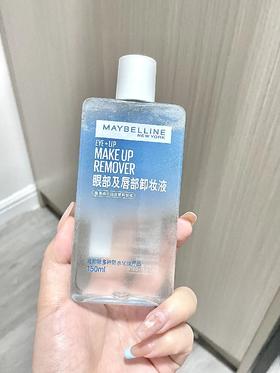 MAYBELLINE
NEW YORK
EYE+LIP
MAKE UP
REMOVER
眼部及唇部卸妆液
150ml